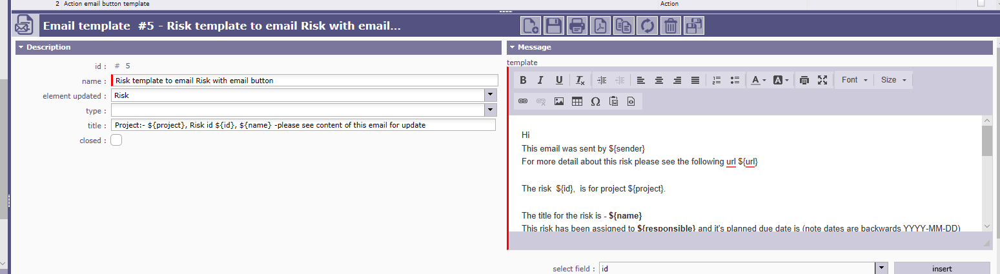 2 Action email button template Action
Email template #5 - Risk template to email Risk with email...
Description
id : # 5
name : Risk template to email Risk with email button
element updated : Risk
type :
title : Project:- ${project}, Risk id ${id}, ${name} -please see content of this email for update
closed :
Message
template
B I U Tx A A Font Size
Ω
Hi
This email was sent by ${sender}
For more detail about this risk please see the following url ${url}
The risk ${id}, is for project ${project}.
The title for the risk is - ${name}
This risk has been assigned to ${responsible} and it's planned due date is (note dates are backwards YYYY-MM-DD)
select field : id insert